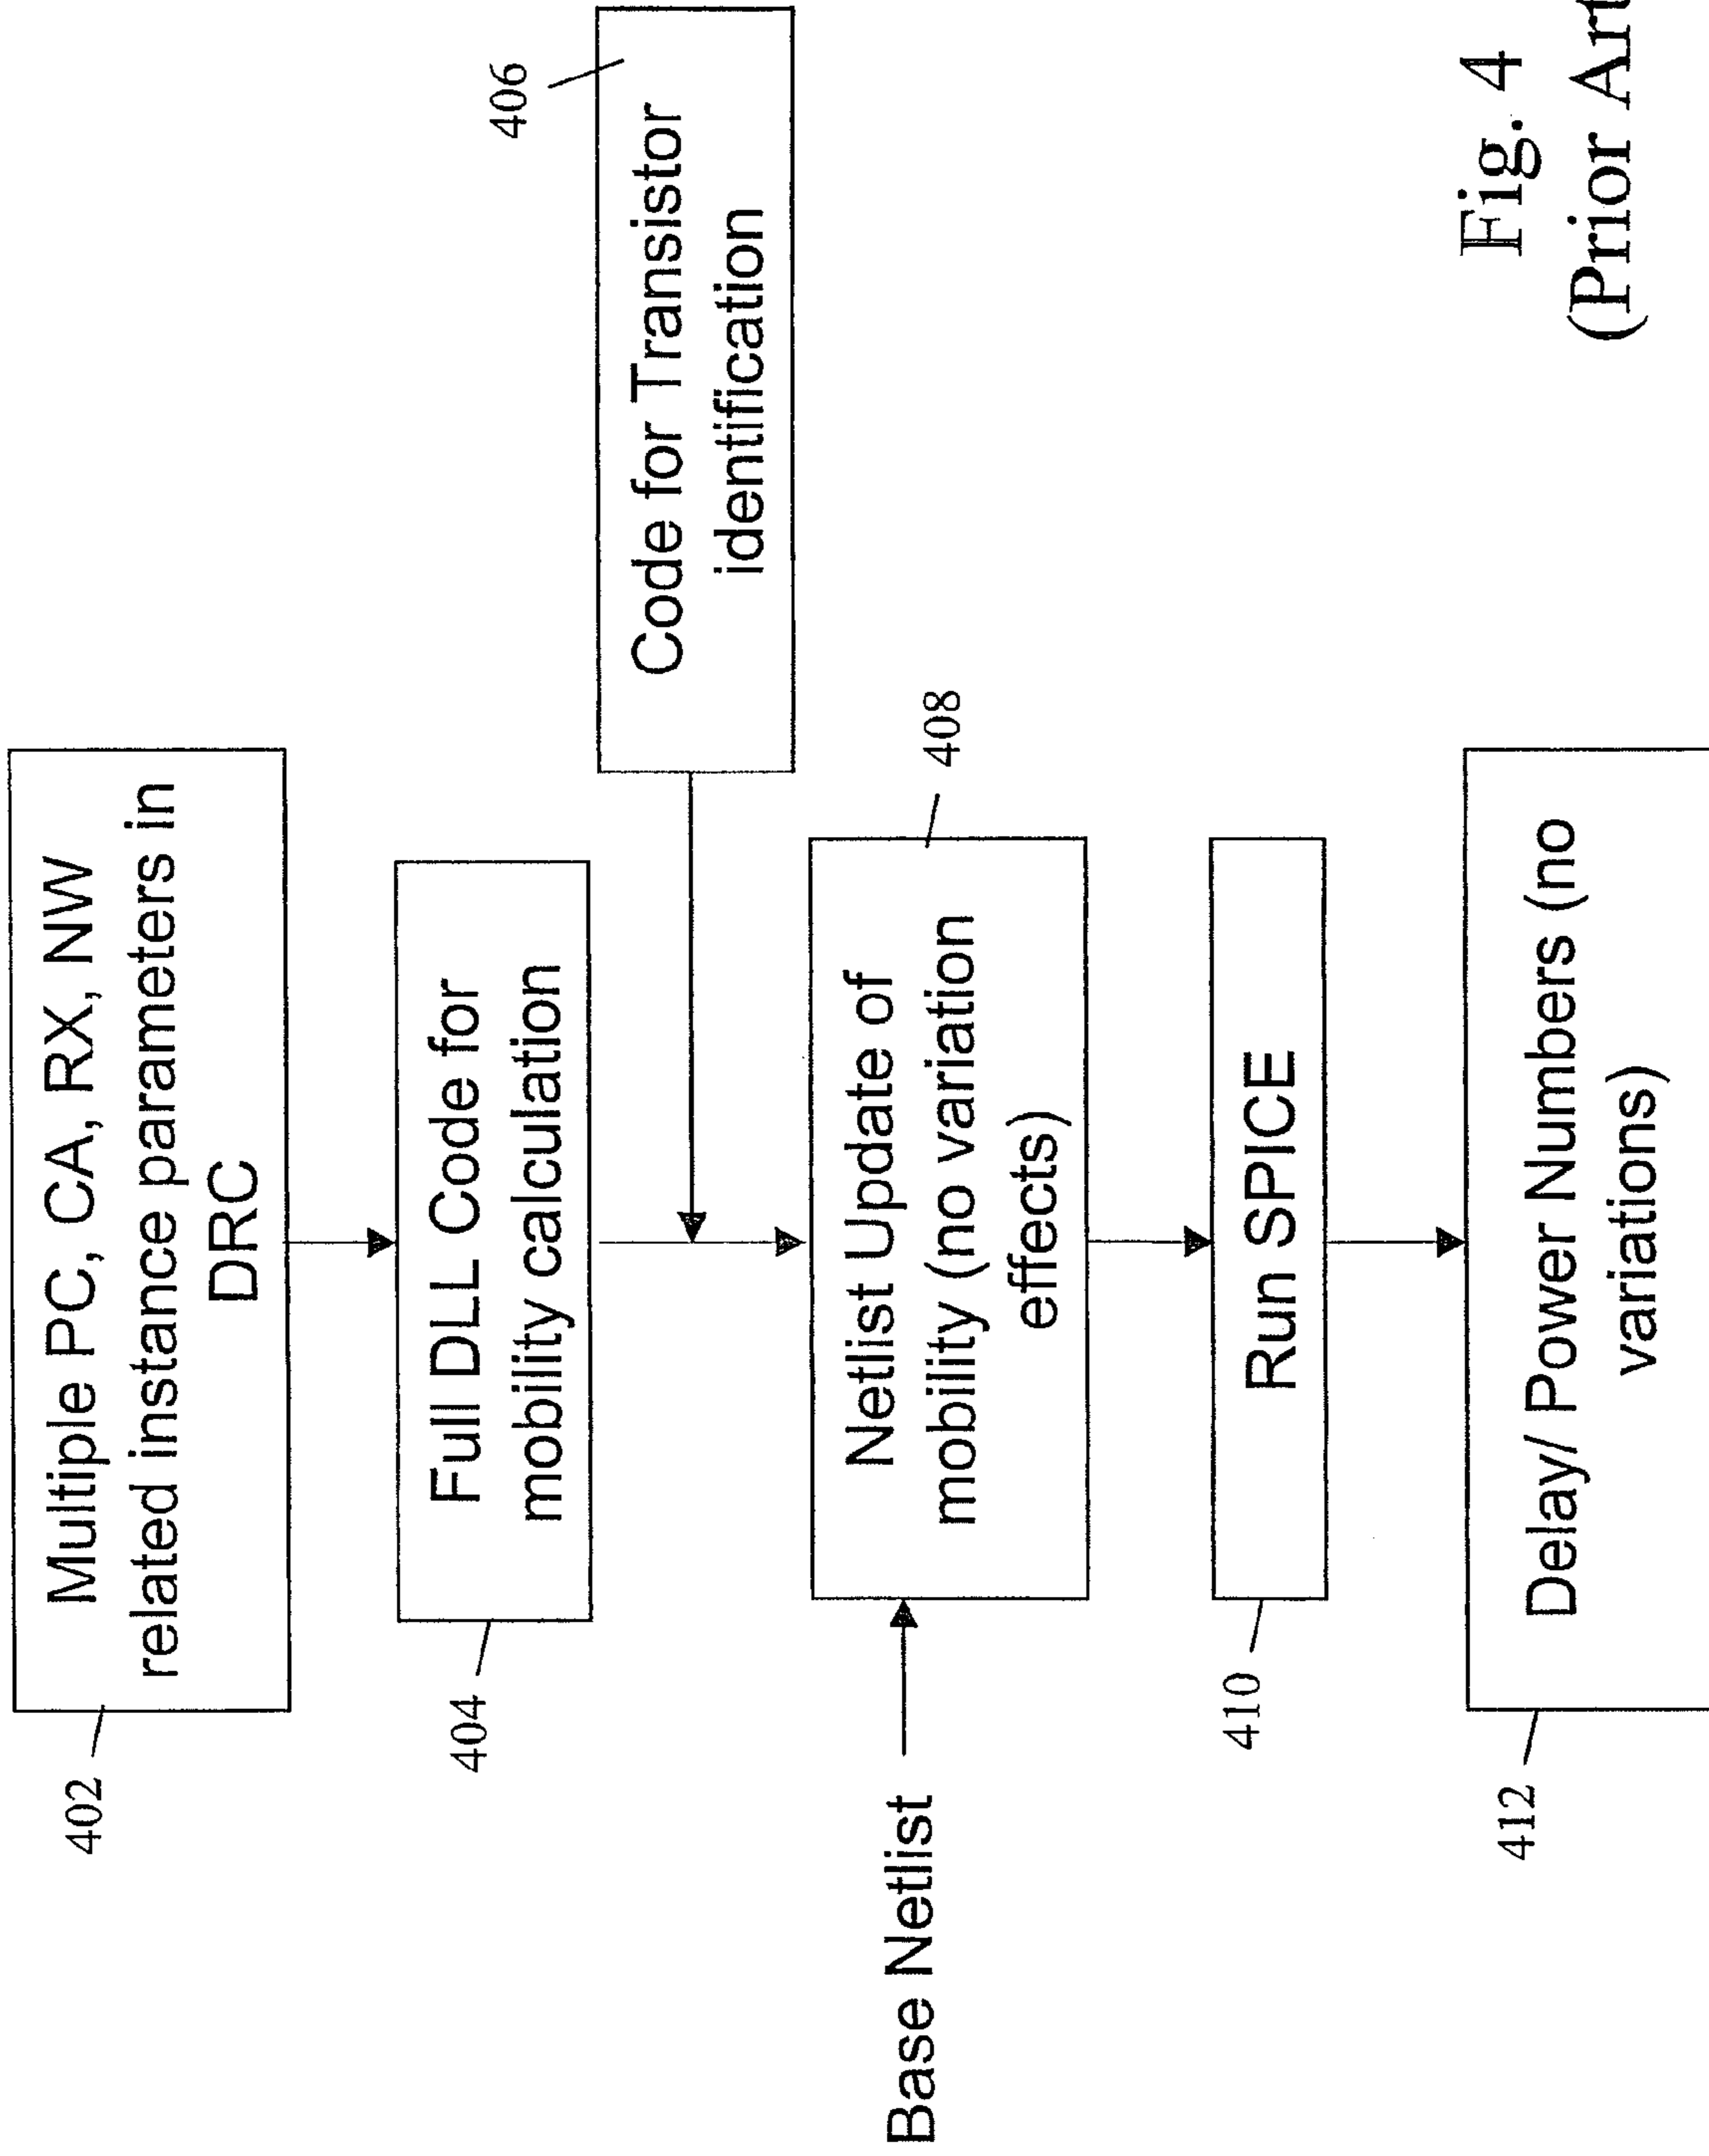 402
Multiple PC, CA, RX, NW
related instance parameters in
DRC
404
Full DLL Code for
mobility calculation
406
Code for Transistor
identification
Base Netlist
408
Netlist Update of
mobility (no variation
effects)
410
Run SPICE
412
Delay/ Power Numbers (no
variations)
Fig. 4
(Prior Art